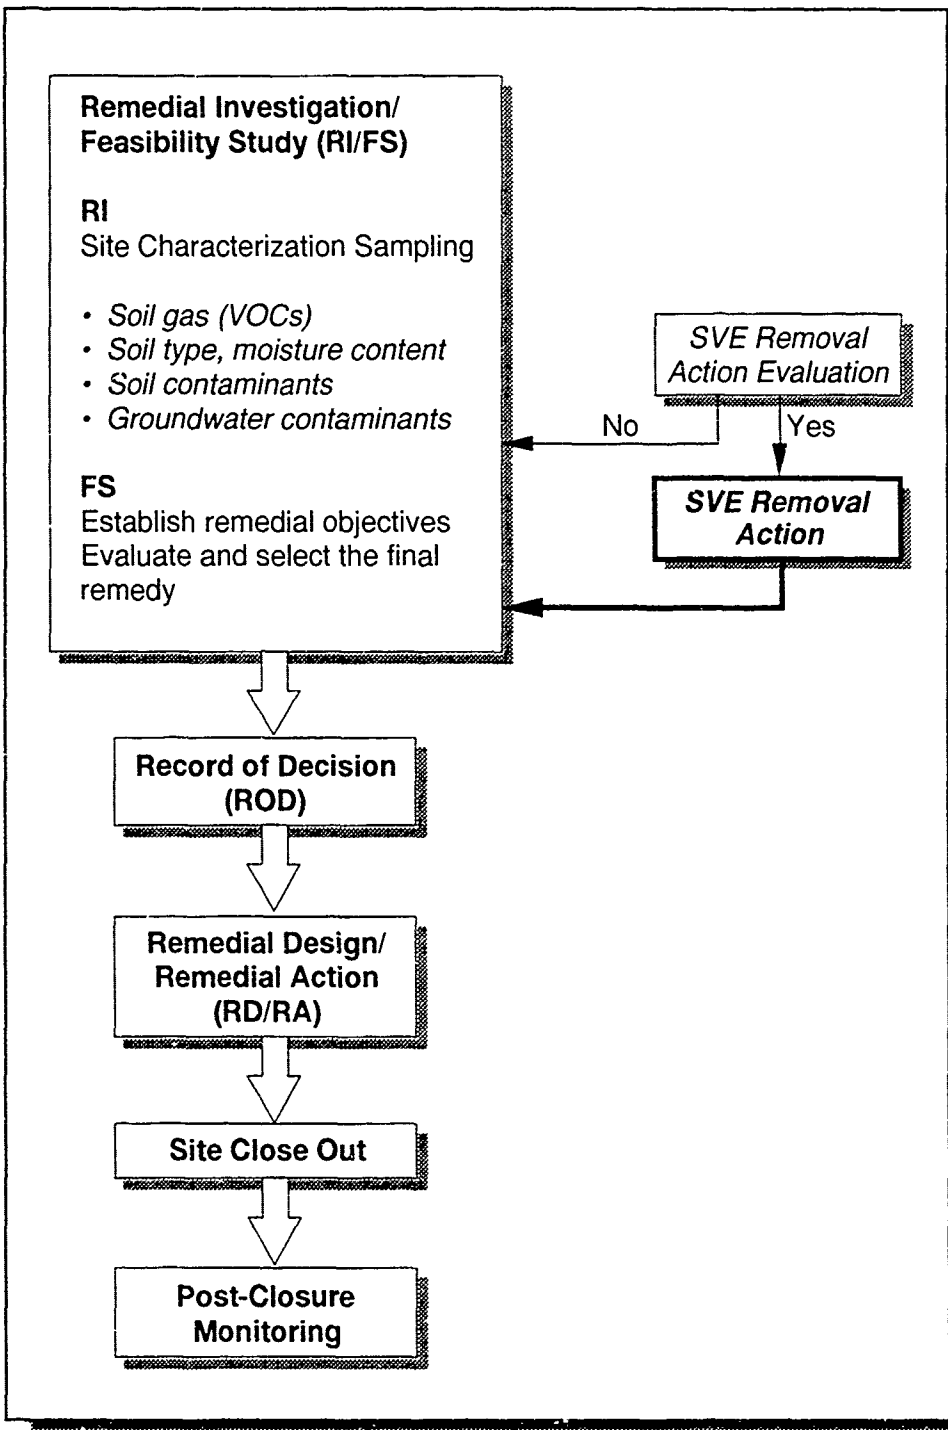 Remedial Investigation/
Feasibility Study (RI/FS)
RI
Site Characterization Sampling
• Soil gas (VOCs)
• Soil type, moisture content
• Soil contaminants
• Groundwater contaminants
FS
Establish remedial objectives
Evaluate and select the final
remedy
SVE Removal
Action Evaluation
No
Yes
SVE Removal
Action
Record of Decision
(ROD)
Remedial Design/
Remedial Action
(RD/RA)
Site Close Out
Post-Closure
Monitoring